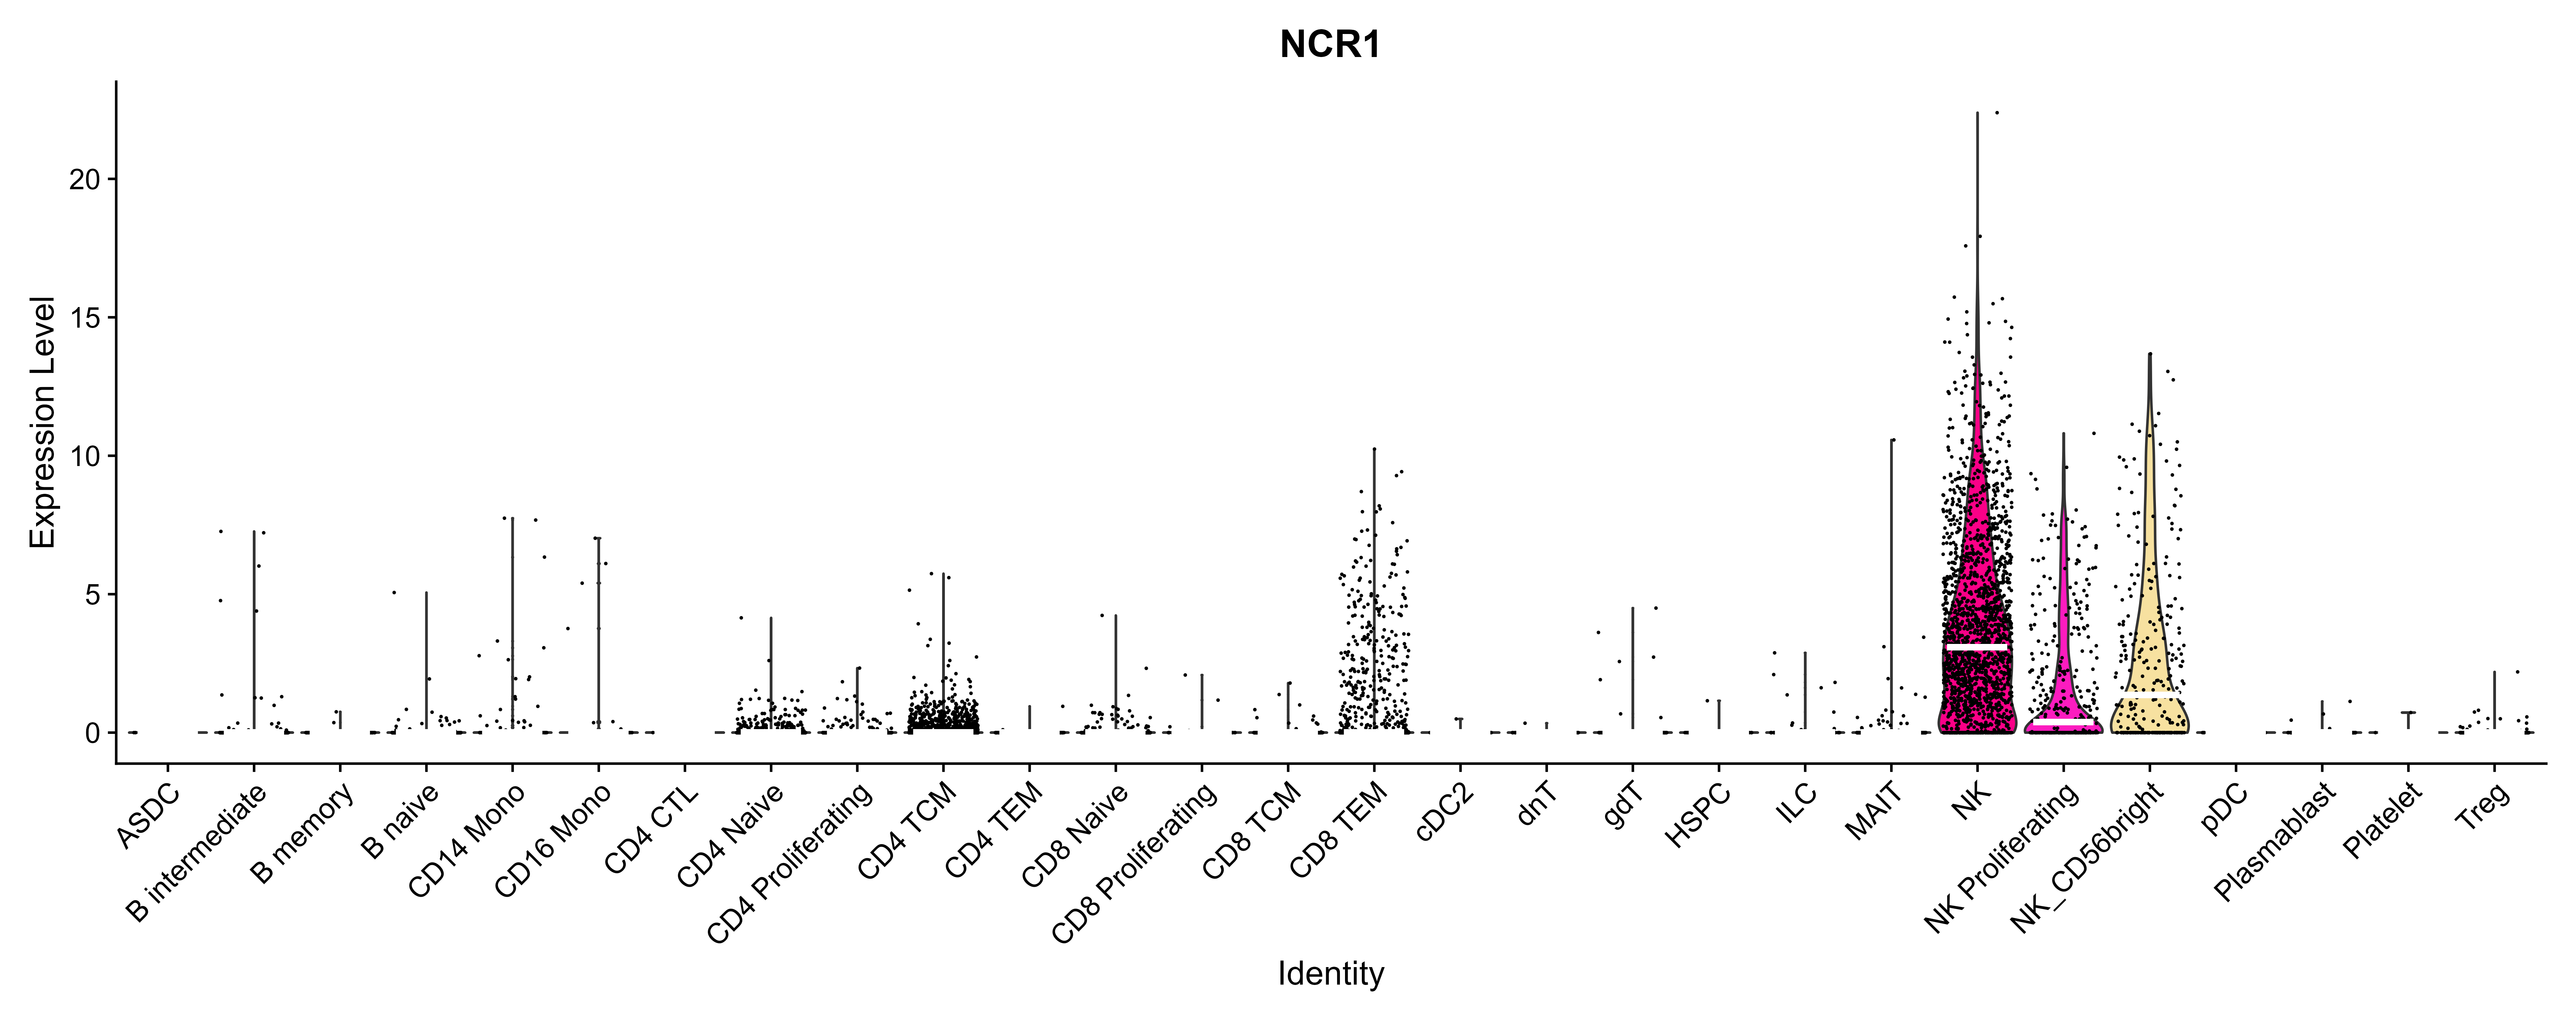 NCR1
Expression Level
20
15
10
5
0
ASDC
B intermediate
B memory
B naive
CD14 Mono
CD16 Mono
CD4 CTL
CD4 Naive
CD4 Proliferating
CD4 TCM
CD4 TEM
CD8 Naive
CD8 Proliferating
CD8 TCM
CD8 TEM
cDC2
dnT
gdT
HSPC
ILC
MAIT
NK
NK Proliferating
NK_CD56bright
pDC
Plasmablast
Platelet
Treg
Identity